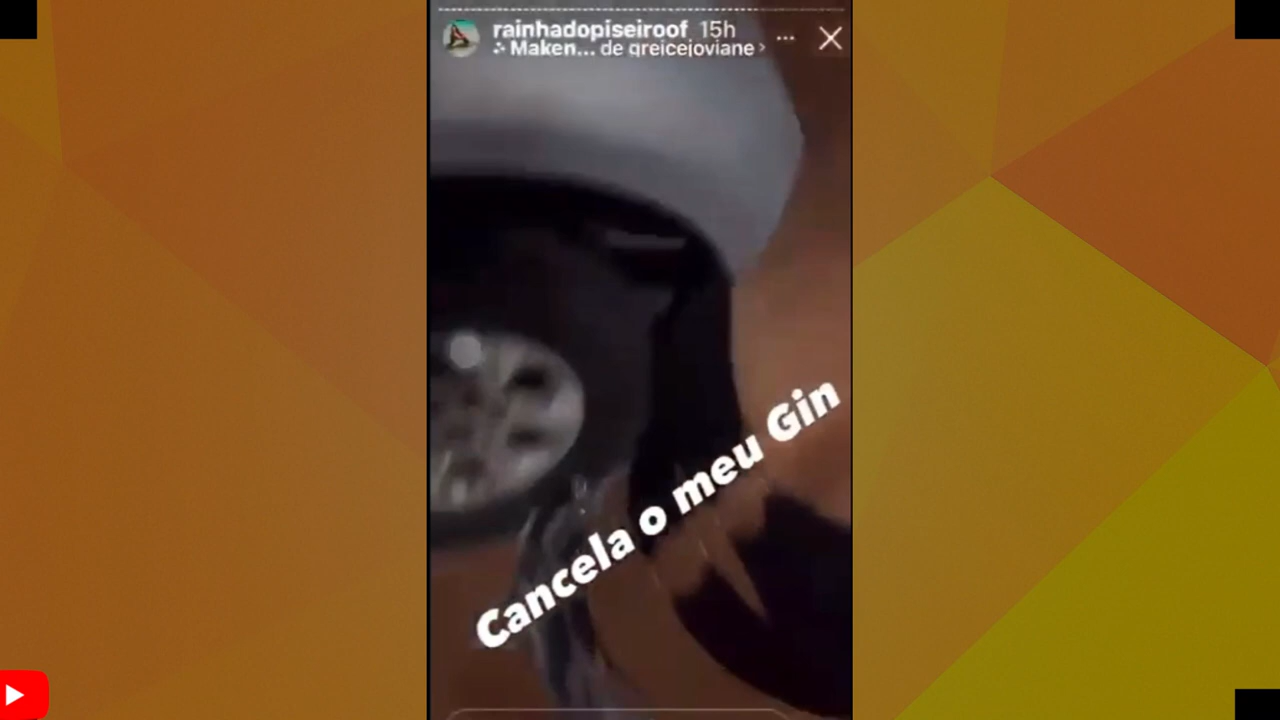 rainhadopiseiroof 15h
Maken... de greicejoviane ›
Cancela o meu Gin